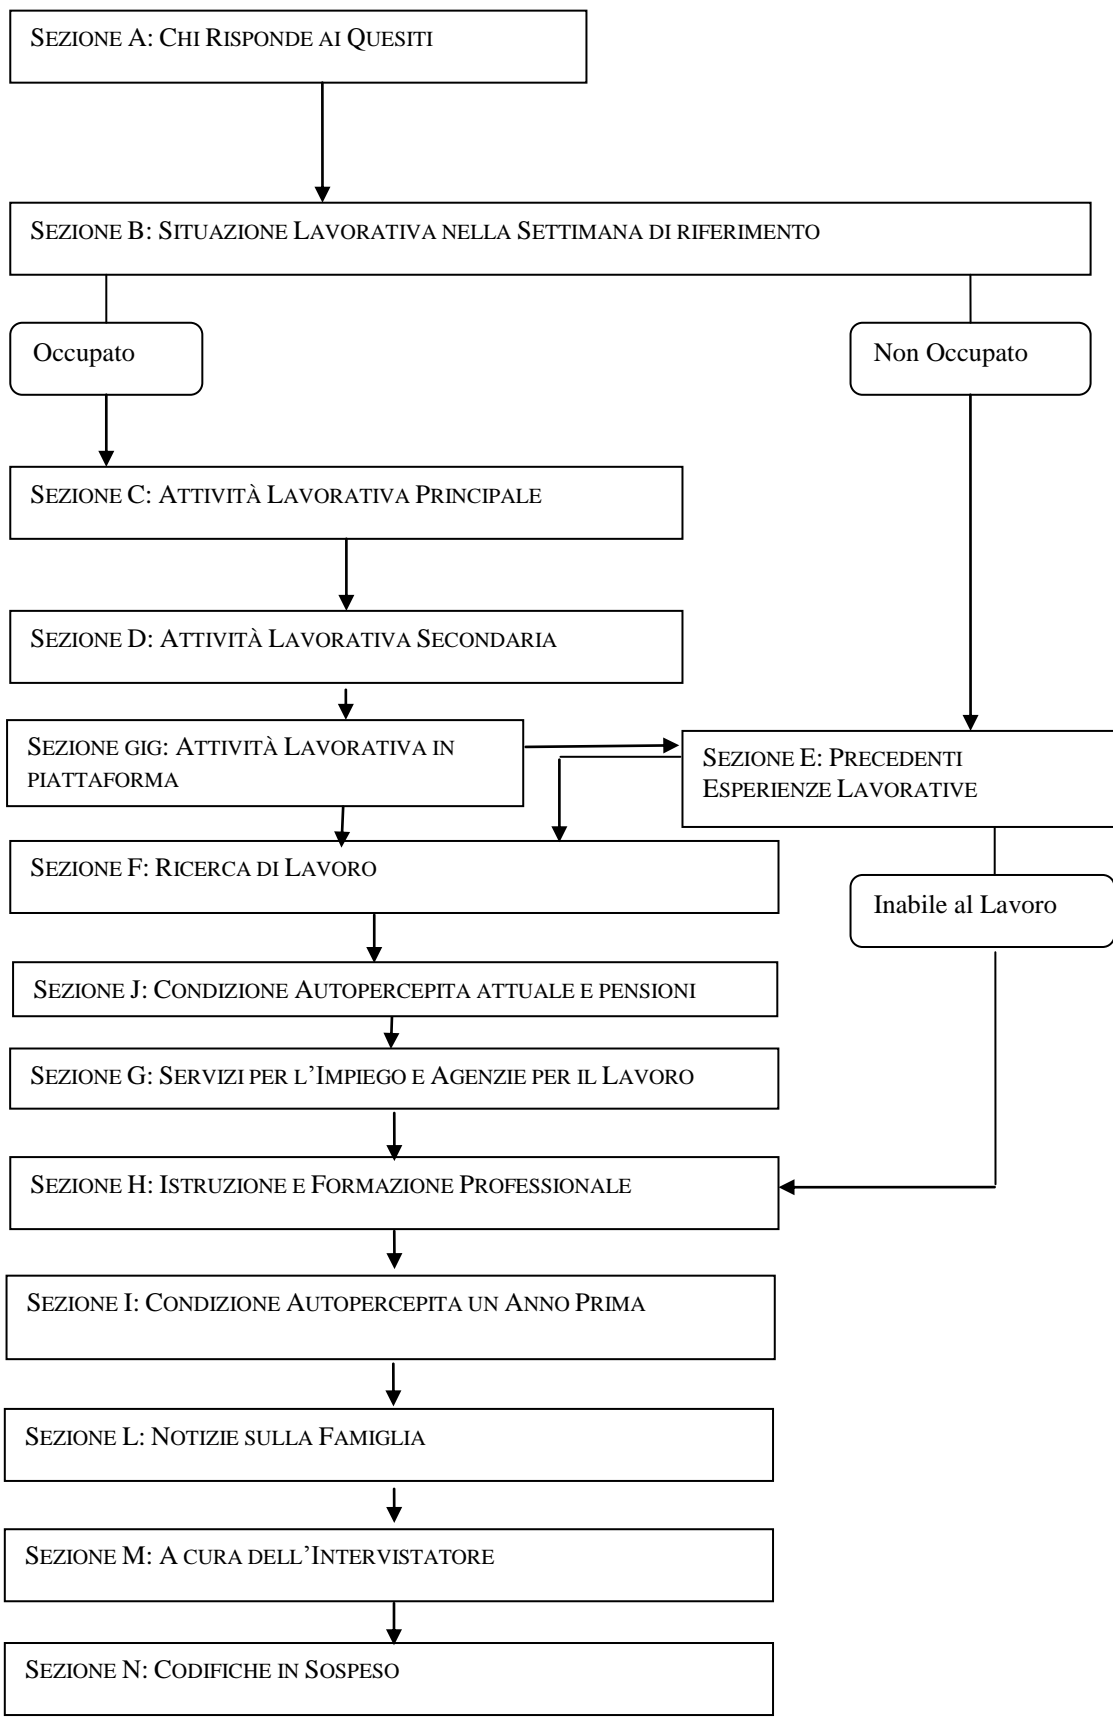 SEZIONE A: CHI RISPONDE AI QUESITI
SEZIONE B: SITUAZIONE LAVORATIVA NELLA SETTIMANA DI RIFERIMENTO
Occupato
Non Occupato
SEZIONE C: ATTIVITÀ LAVORATIVA PRINCIPALE
SEZIONE D: ATTIVITÀ LAVORATIVA SECONDARIA
SEZIONE GIG: ATTIVITÀ LAVORATIVA IN
PIATTAFORMA
SEZIONE E: PRECEDENTI
ESPERIENZE LAVORATIVE
SEZIONE F: RICERCA DI LAVORO
Inabile al Lavoro
SEZIONE J: CONDIZIONE AUTOPERCEPITA ATTUALE E PENSIONI
SEZIONE G: SERVIZI PER L'IMPIEGO E AGENZIE PER IL LAVORO
SEZIONE H: ISTRUZIONE E FORMAZIONE PROFESSIONALE
SEZIONE I: CONDIZIONE AUTOPERCEPITA UN ANNO PRIMA
SEZIONE L: NOTIZIE SULLA FAMIGLIA
SEZIONE M: A CURA DELL'INTERVISTATORE
SEZIONE N: CODIFICHE IN SOSPESO